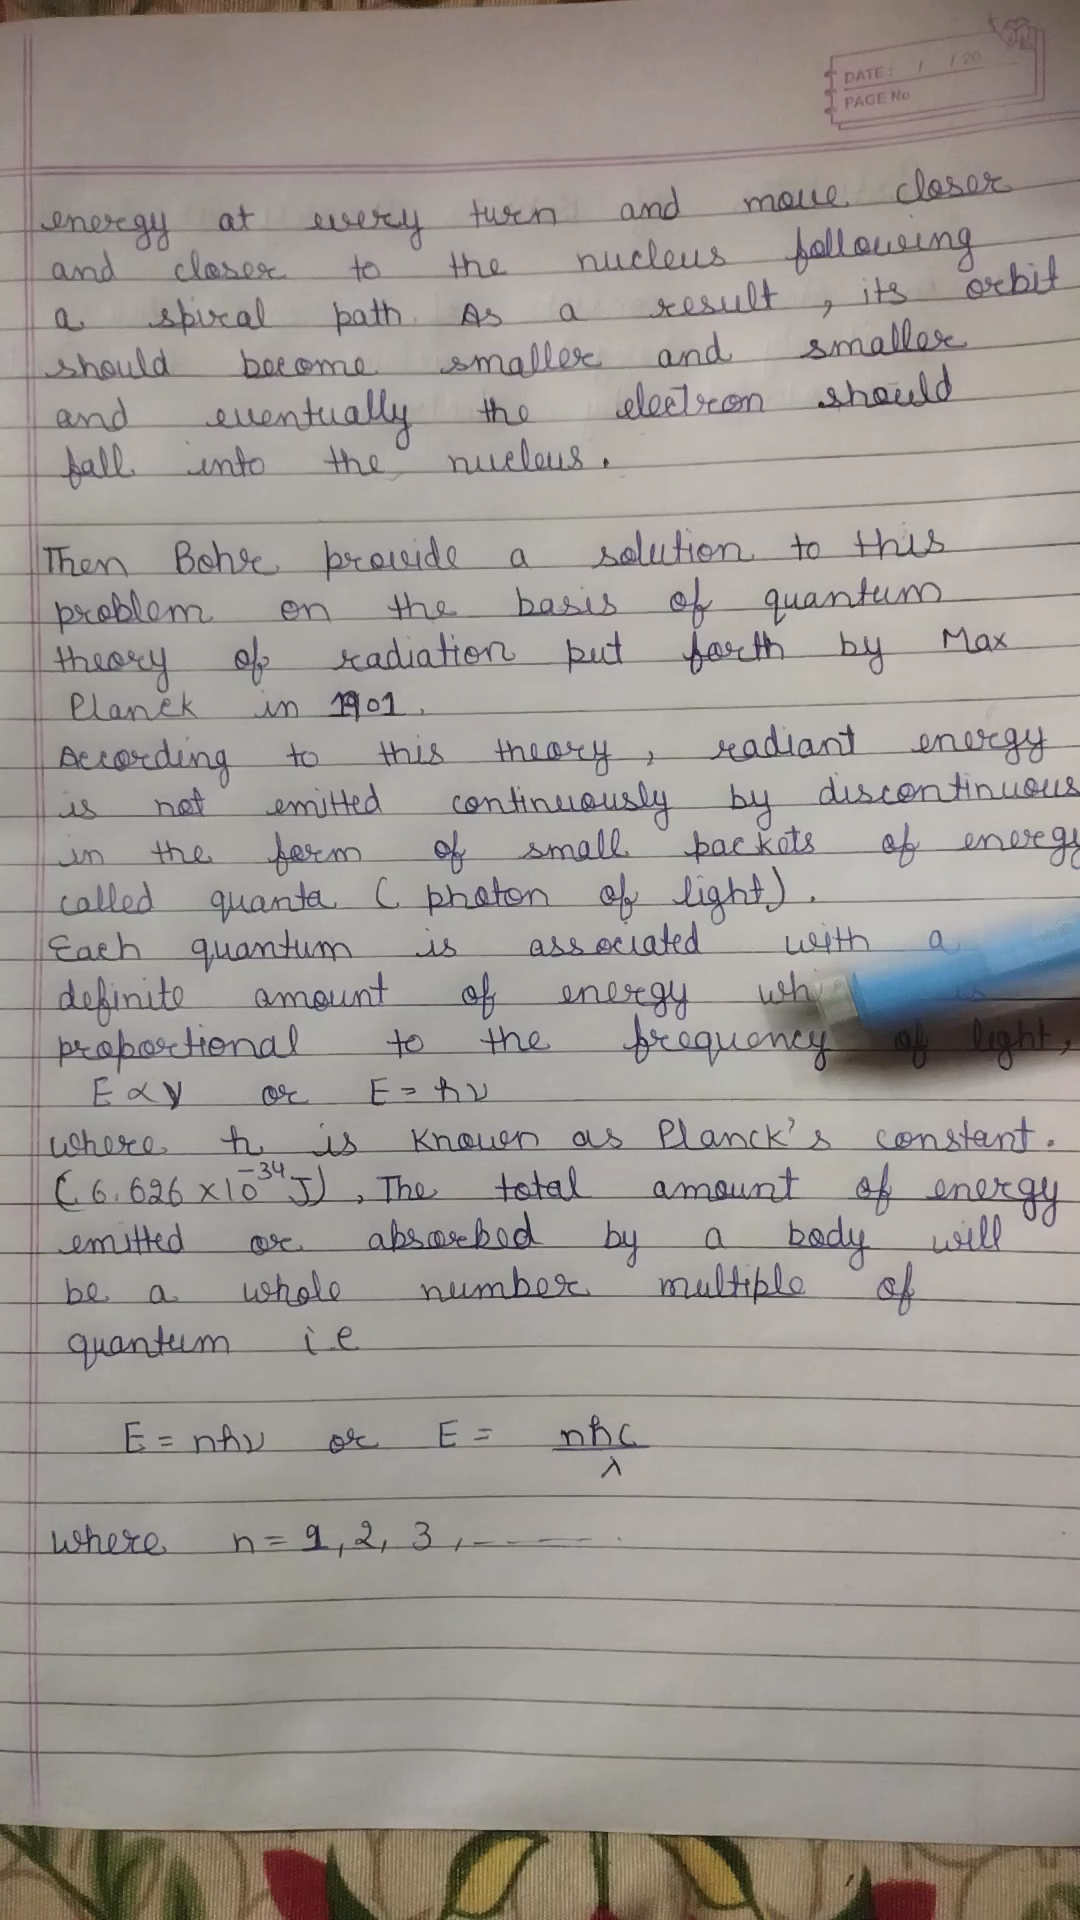 DATE: / / 20
PAGE No
energy at every turn and move closer
and closer to the nucleus following
a spiral path. As a result, its orbit
should become smaller and smaller
and eventually the electron should
fall into the nucleus.
Then Bohr provide a solution to this
problem on the basis of quantum
theory of radiation put forth by Max
Planck in 1901.
According to this theory, radiant energy
is not emitted continuously by discontinuous
in the form of small packets of energy
called quanta (photon of light).
Each quantum is associated with a
definite amount of energy wh is
proportional to the frequency of light,
E ∝ ν or E = hν
where h is known as Planck's constant.
(6.626 × 10⁻³⁴ J), The total amount of energy
emitted or absorbed by a body will
be a whole number multiple of
quantum i.e
E = nhν or E = nhc
λ
where n = 1, 2, 3, - - - -